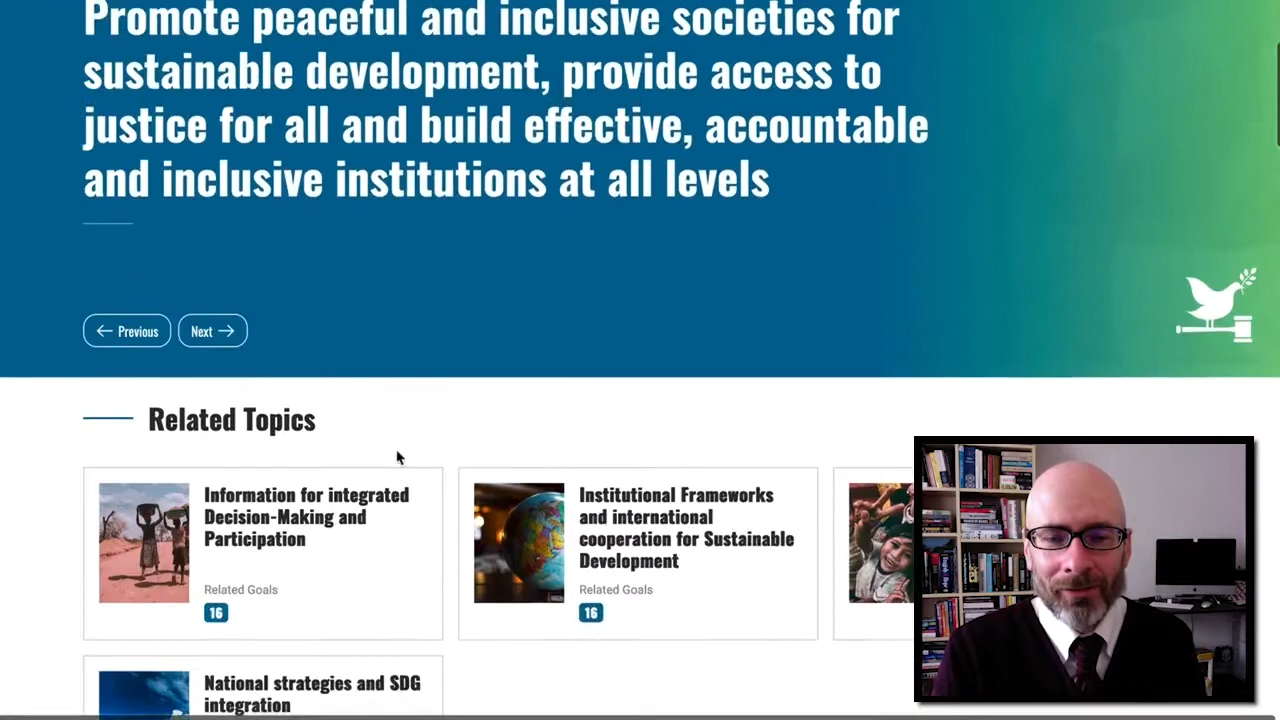 Promote peaceful and inclusive societies for
sustainable development, provide access to
justice for all and build effective, accountable
and inclusive institutions at all levels
Previous
Next
Related Topics
Information for integrated
Decision-Making and
Participation
Related Goals
16
Institutional Frameworks
and international
cooperation for Sustainable
Development
Related Goals
16
National strategies and SDG
integration